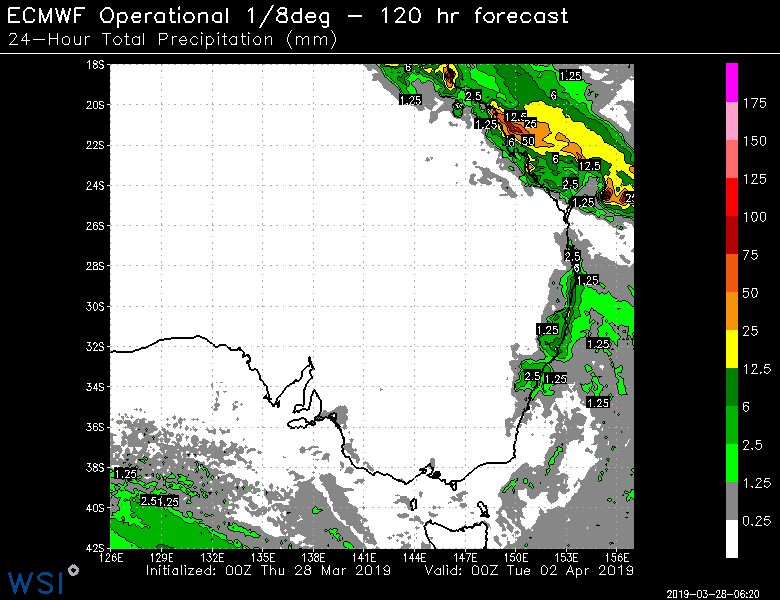 ECMWF Operational 1/8deg – 120 hr forecast
24–Hour Total Precipitation (mm)
18S
20S
22S
24S
26S
28S
30S
32S
34S
36S
38S
40S
42S
126E 129E 132E 135E 138E 141E 144E 147E 150E 153E 156E
6
1.25
2.5
1.25
6
1.25
12.5
25
6
50
6
12.5
2.5
1.25
25
2.5
6
1.25
1.25
1.25
2.5
1.25
1.25
1.25
2.5
1.25
175
150
125
100
75
50
25
12.5
6
2.5
1.25
0.25
Initialized: 00Z Thu 28 Mar 2019 Valid: 00Z Tue 02 Apr 2019
WSI
2019–03–28–06:20